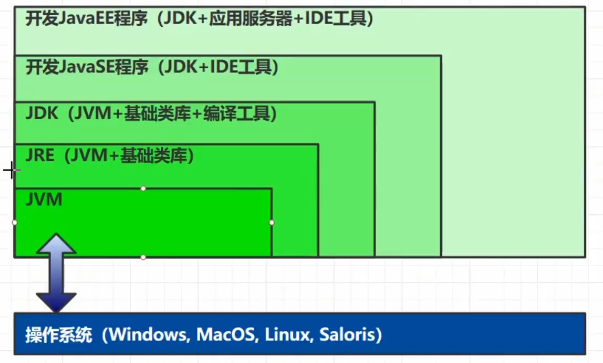 开发JavaEE程序（JDK+应用服务器+IDE工具）
开发JavaSE程序（JDK+IDE工具）
JDK（JVM+基础类库+编译工具）
JRE（JVM+基础类库）
JVM
操作系统（Windows, MacOS, Linux, Saloris）